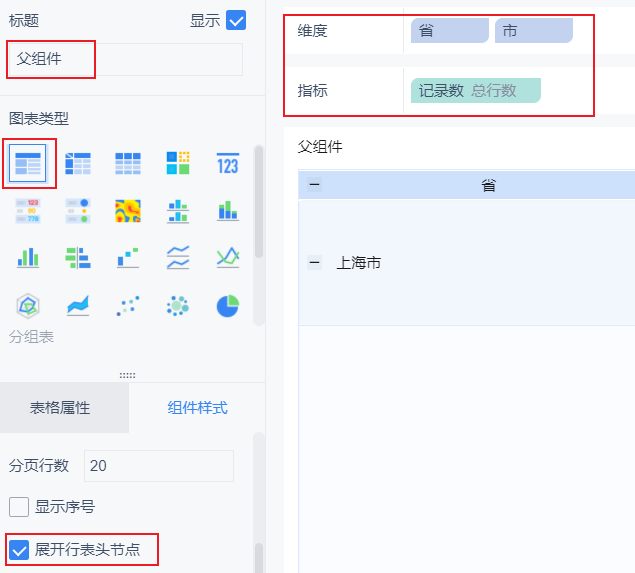 标题
显示
父组件
图表类型
123
分组表
表格属性
组件样式
分页行数
20
显示序号
展开行表头节点
维度
省
市
指标
记录数 总行数
父组件
省
上海市